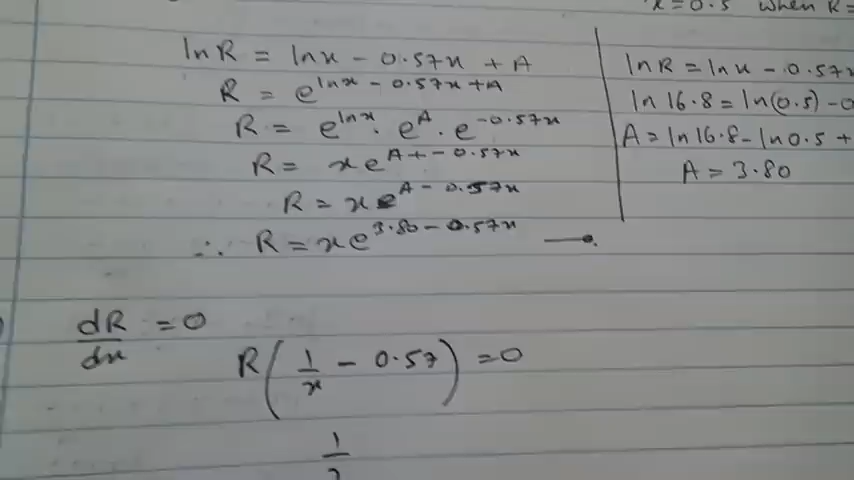 x = 0.5 when R =
ln R = ln x − 0.57x + A
R = e^{ln x − 0.57x + A}
R = e^{ln x} · e^A · e^{−0.57x}
R = x e^{A + −0.57x}
R = x e^{A − 0.57x}
∴ R = x e^{3.80 − 0.57x}
ln R = ln x − 0.57x
ln 16.8 = ln(0.5) − 0
A = ln 16.8 − ln 0.5 +
A = 3.80
dR/dx = 0
R(1/x − 0.57) = 0
1